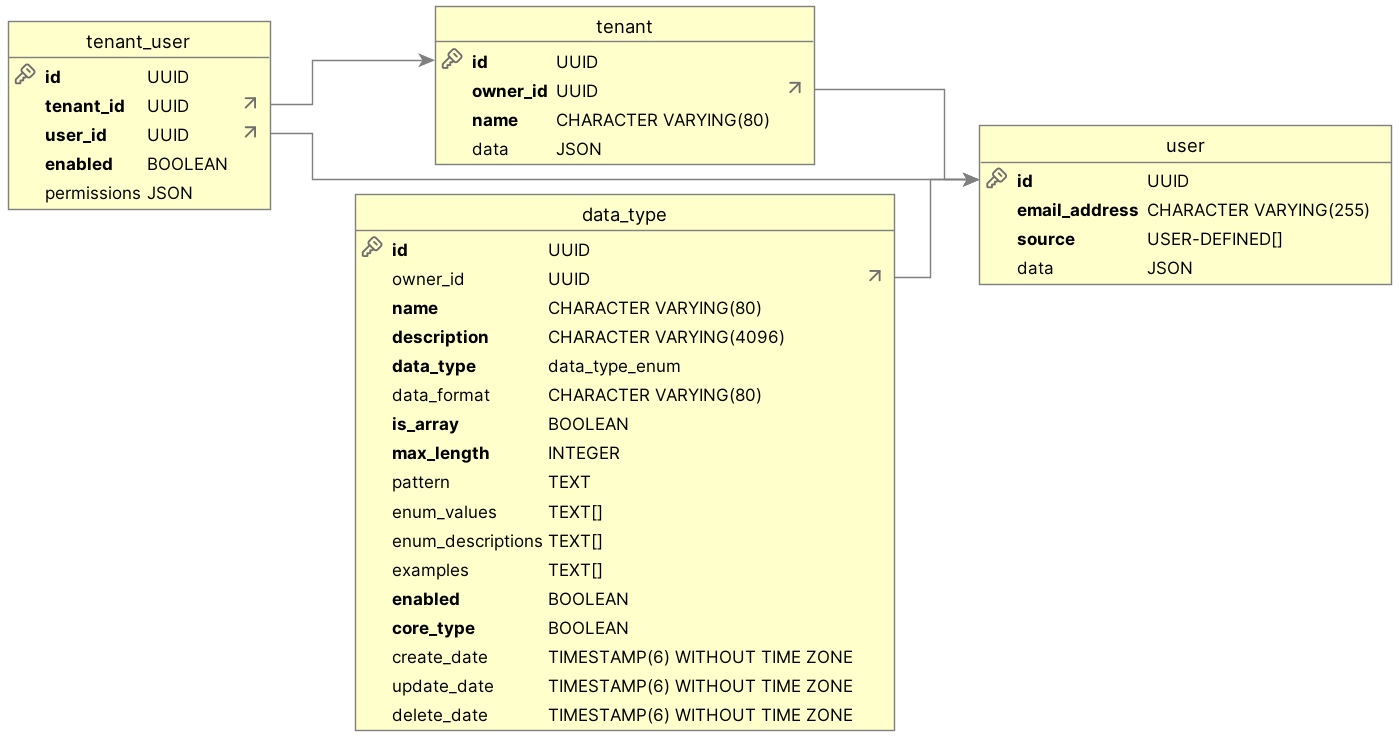 tenant_user
id UUID
tenant_id UUID
user_id UUID
enabled BOOLEAN
permissions JSON
tenant
id UUID
owner_id UUID
name CHARACTER VARYING(80)
data JSON
user
id UUID
email_address CHARACTER VARYING(255)
source USER-DEFINED[]
data JSON
data_type
id UUID
owner_id UUID
name CHARACTER VARYING(80)
description CHARACTER VARYING(4096)
data_type data_type_enum
data_format CHARACTER VARYING(80)
is_array BOOLEAN
max_length INTEGER
pattern TEXT
enum_values TEXT[]
enum_descriptions TEXT[]
examples TEXT[]
enabled BOOLEAN
core_type BOOLEAN
create_date TIMESTAMP(6) WITHOUT TIME ZONE
update_date TIMESTAMP(6) WITHOUT TIME ZONE
delete_date TIMESTAMP(6) WITHOUT TIME ZONE